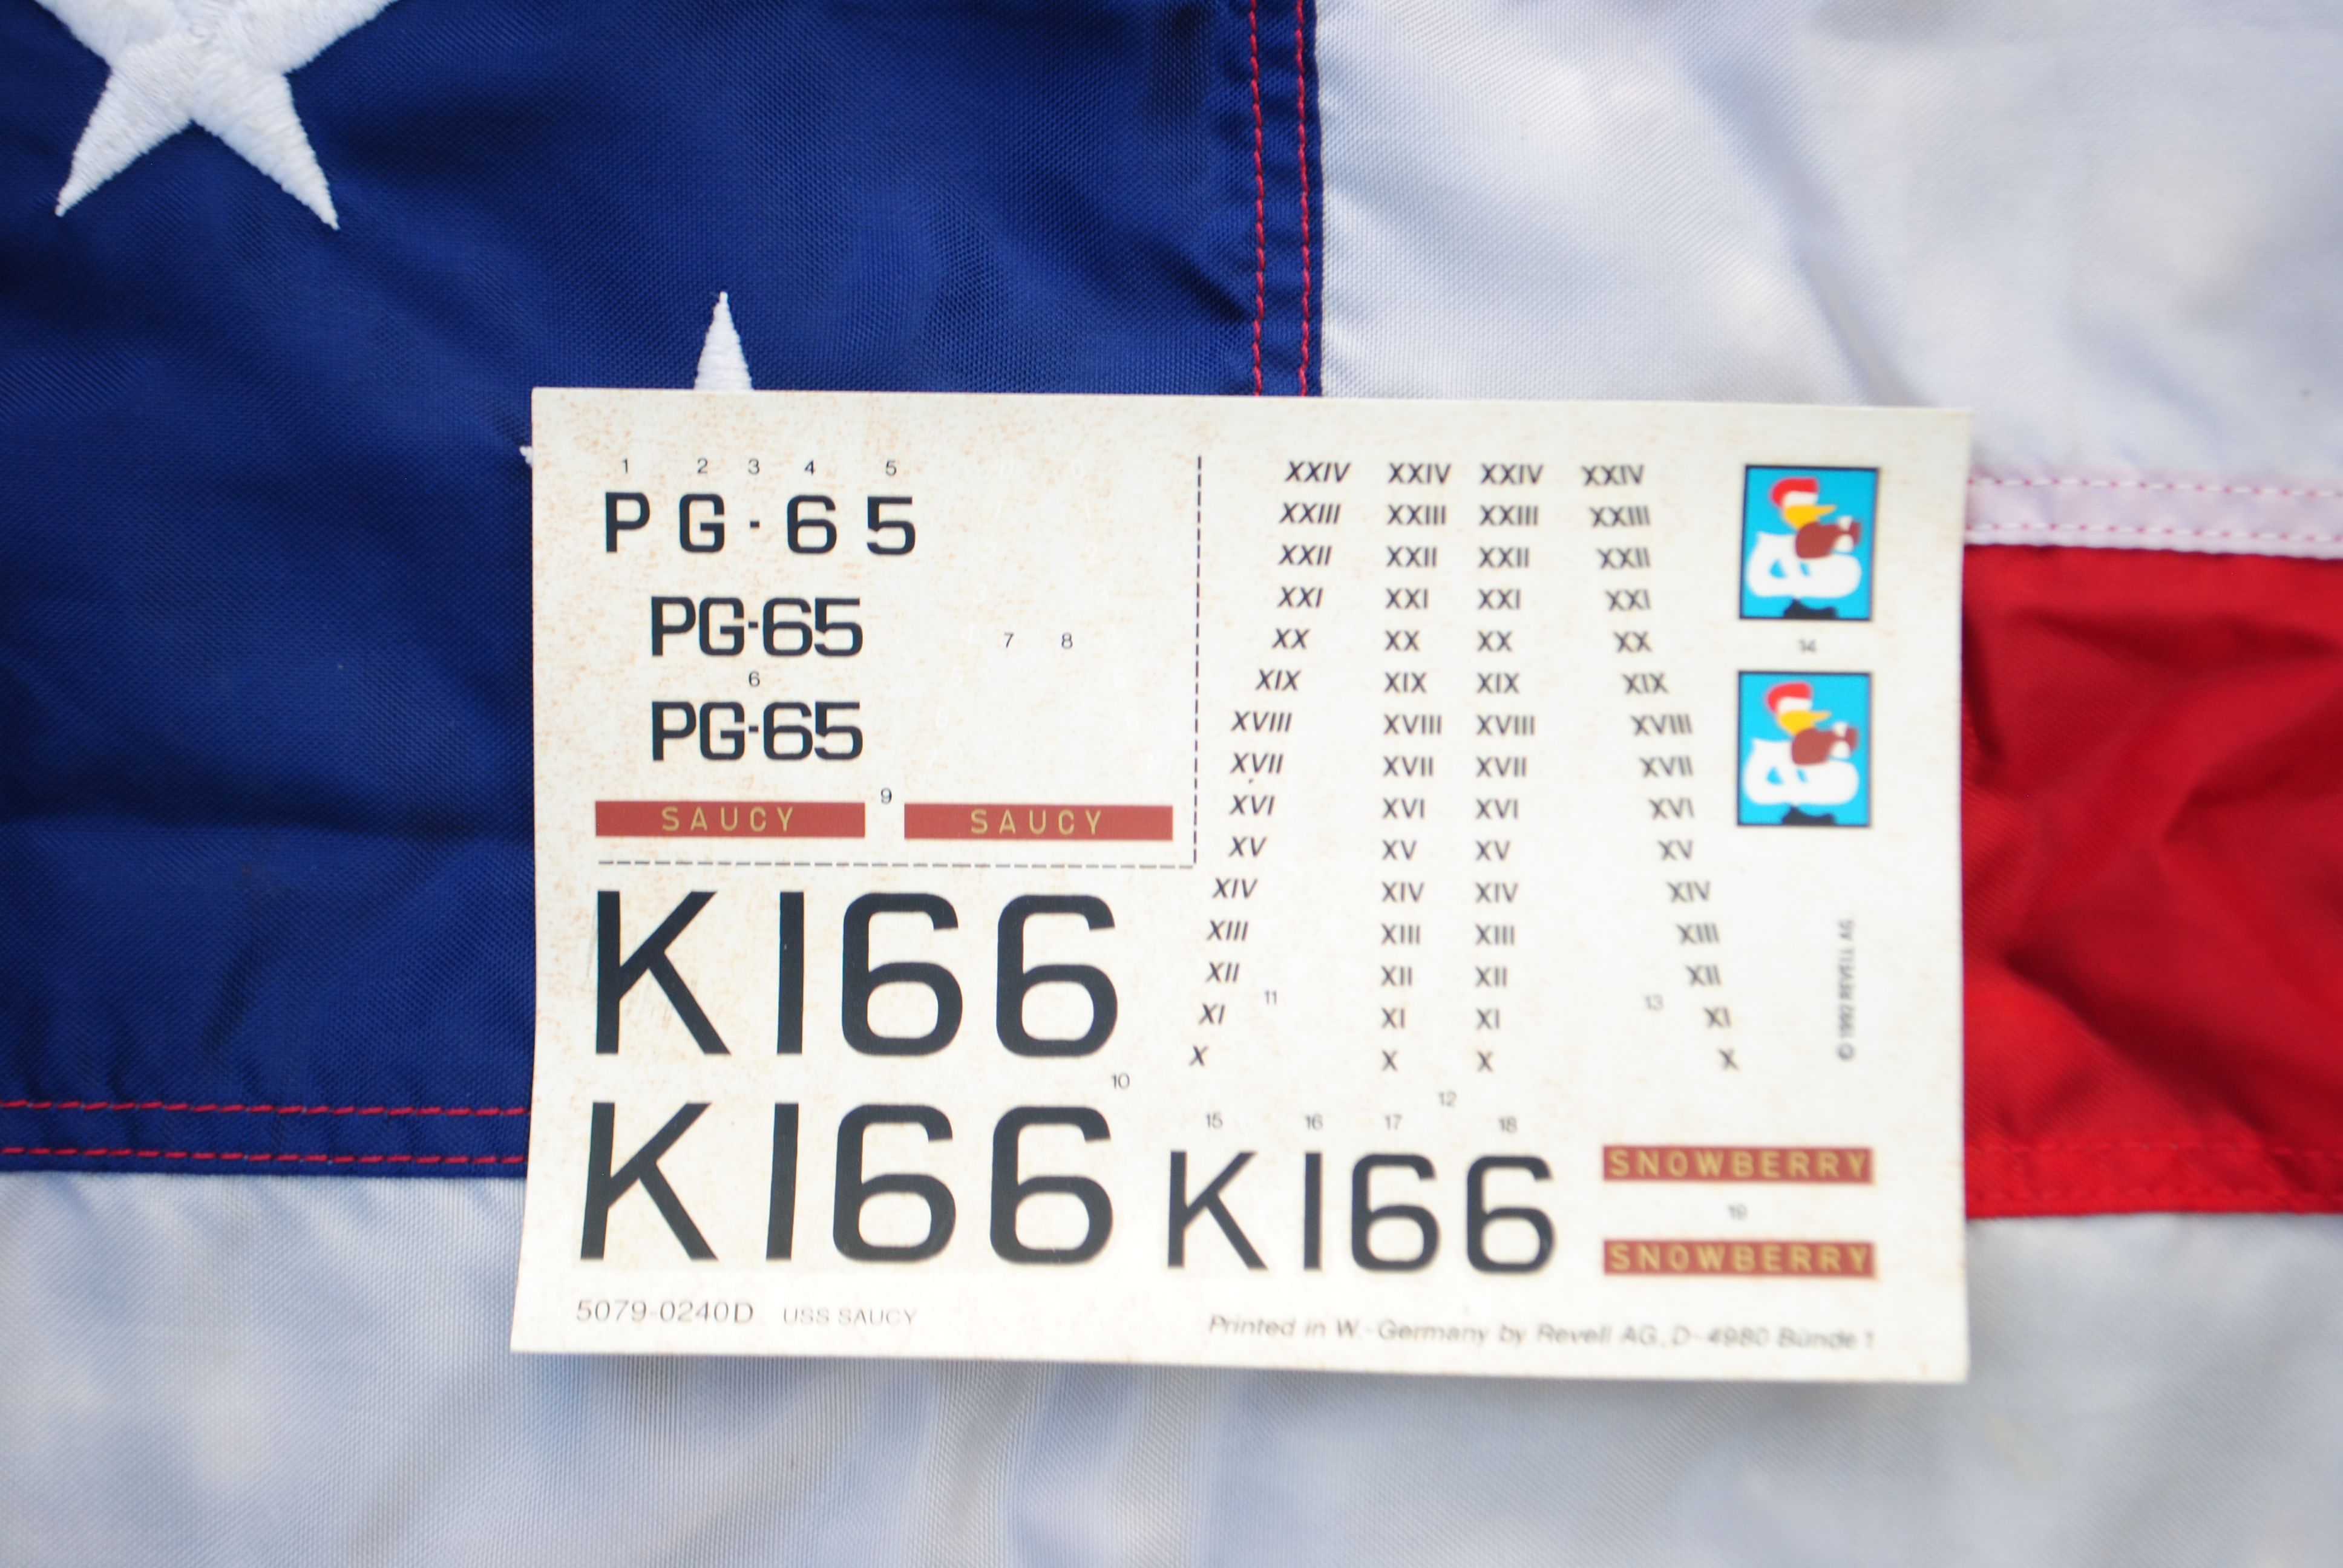 1 2 3 4 5
P G - 6 5
PG-65
7 8
6
PG-65
9
SAUCY SAUCY
K166
10
K166
XXIV XXIV XXIV XXIV
XXIII XXIII XXIII XXIII
XXII XXII XXII XXII
XXI XXI XXI XXI
XX XX XX XX
XIX XIX XIX XIX
XVIII XVIII XVIII XVIII
XVII XVII XVII XVII
XVI XVI XVI XVI
XV XV XV XV
XIV XIV XIV XIV
XIII XIII XIII XIII
XII XII XII XII
11 13
XI XI XI XI
X X X X
12
14
© 1992 REVELL AG.
15 16 17 18
K166
SNOWBERRY
19
SNOWBERRY
5079-0240D USS SAUCY
Printed in W.-Germany by Revell AG, D-4980 Bünde 1